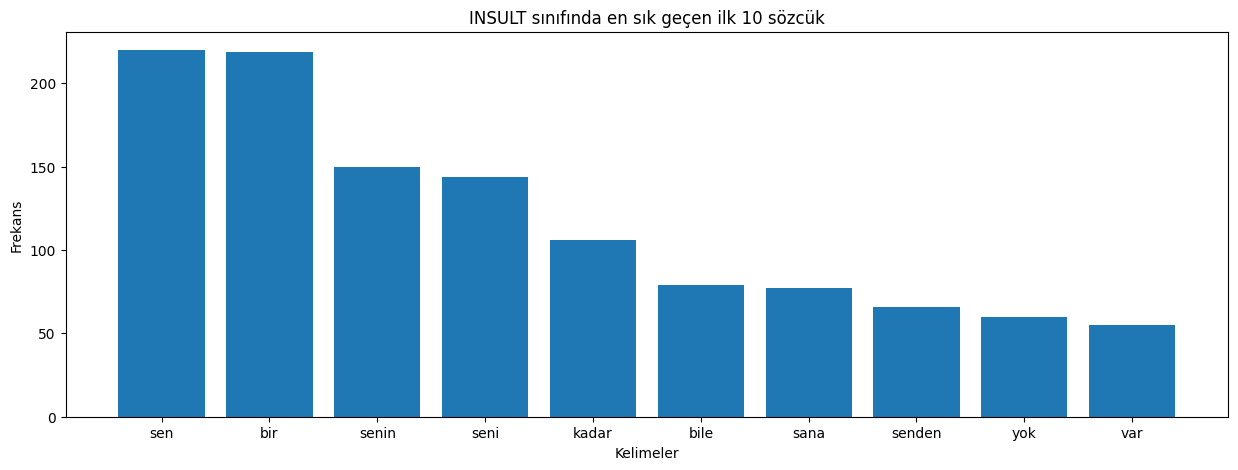 INSULT sınıfında en sık geçen ilk 10 sözcük
Frekans
200
150
100
50
0
sen bir senin seni kadar bile sana senden yok var
Kelimeler